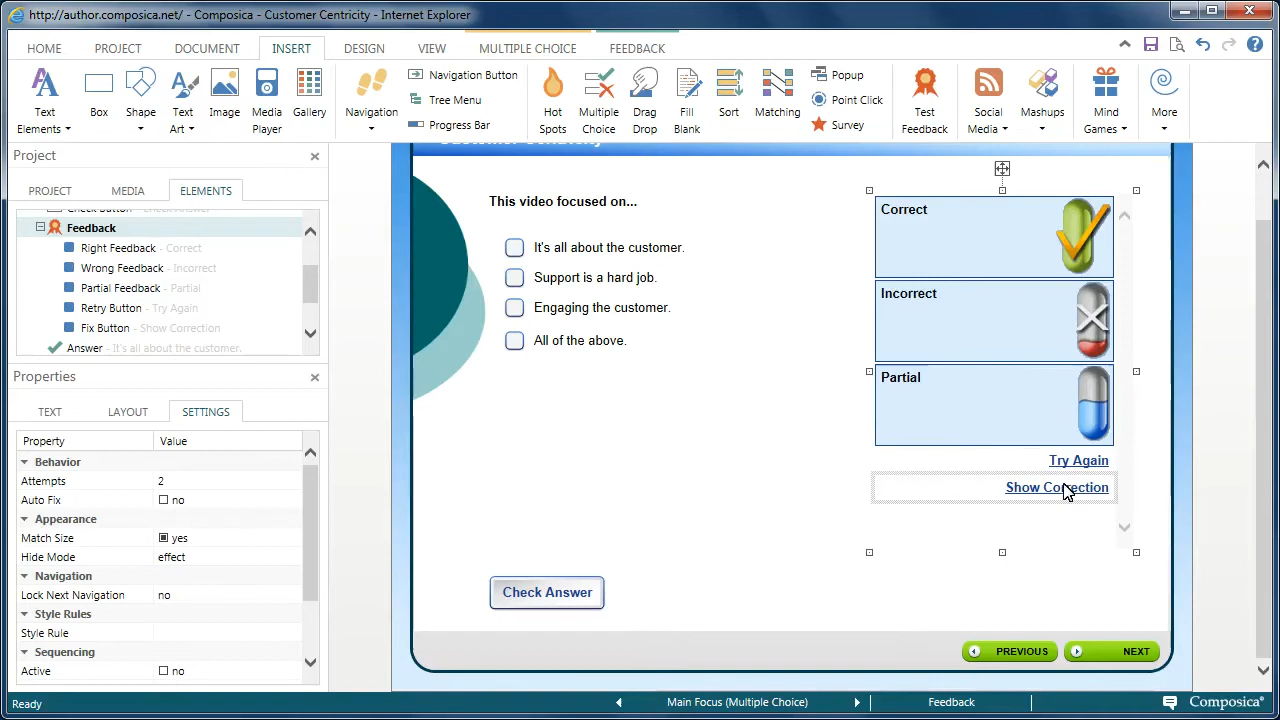 http://author.composica.net/ - Composica - Customer Centricity - Internet Explorer
HOME PROJECT DOCUMENT INSERT DESIGN VIEW MULTIPLE CHOICE FEEDBACK
Text Elements
Box
Shape
Text Art
Image
Media Player
Gallery
Navigation
Navigation Button
Tree Menu
Progress Bar
Hot Spots
Multiple Choice
Drag Drop
Fill Blank
Sort
Matching
Popup
Point Click
Survey
Test Feedback
Social Media
Mashups
Mind Games
More
Project
PROJECT MEDIA ELEMENTS
Check Button - Check Answer
Feedback
Right Feedback - Correct
Wrong Feedback - Incorrect
Partial Feedback - Partial
Retry Button - Try Again
Fix Button - Show Correction
Answer - It's all about the customer.
Properties
TEXT LAYOUT SETTINGS
Property Value
Behavior
Attempts 2
Auto Fix no
Appearance
Match Size yes
Hide Mode effect
Navigation
Lock Next Navigation no
Style Rules
Style Rule
Sequencing
Active no
Customer Centricity
This video focused on...
It's all about the customer.
Support is a hard job.
Engaging the customer.
All of the above.
Correct
Incorrect
Partial
Try Again
Show Correction
Check Answer
PREVIOUS NEXT
Ready
Main Focus (Multiple Choice)
Feedback
Composica®